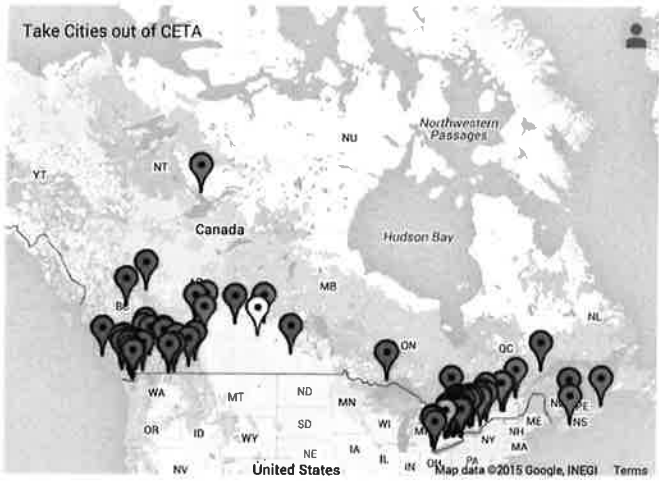 Take Cities out of CETA
Northwestern
Passages
NU
NT
YT
Canada
Hudson Bay
MB
NL
ON
QC
WA
MT
ND
MN
PE
OR
ID
SD
WI
ME
NS
WY
NY
NH
MA
NE
IA
IL
IN
OH
PA
NV
United States
Map data ©2015 Google, INEGI Terms